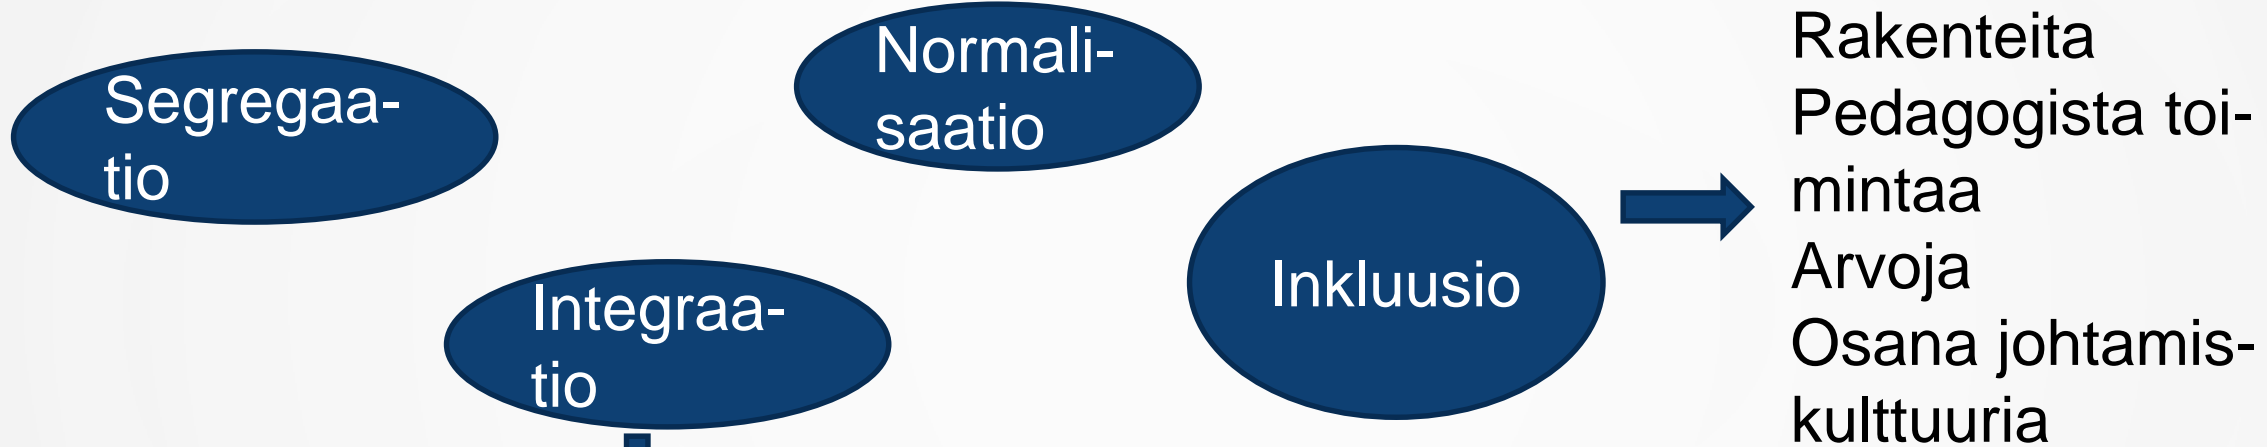 Segregaa-
tio
Normali-
saatio
Integraa-
tio
Inkluusio
Rakenteita
Pedagogista toi-
mintaa
Arvoja
Osana johtamis-
kulttuuria